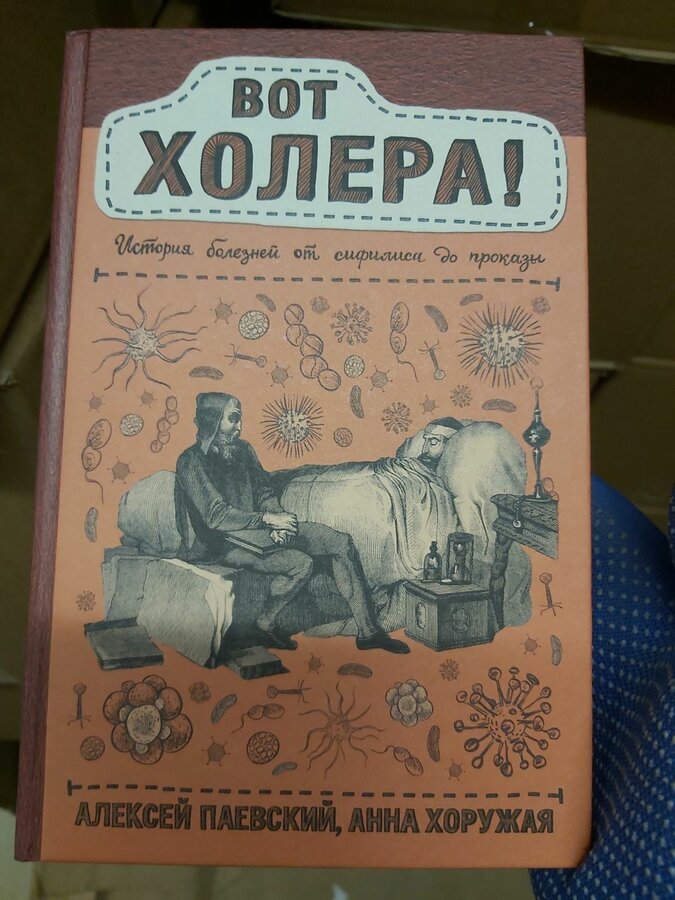 ВОТ
ХОЛЕРА!
История болезней от сифилиса до проказы
АЛЕКСЕЙ ПАЕВСКИЙ, АННА ХОРУЖАЯ